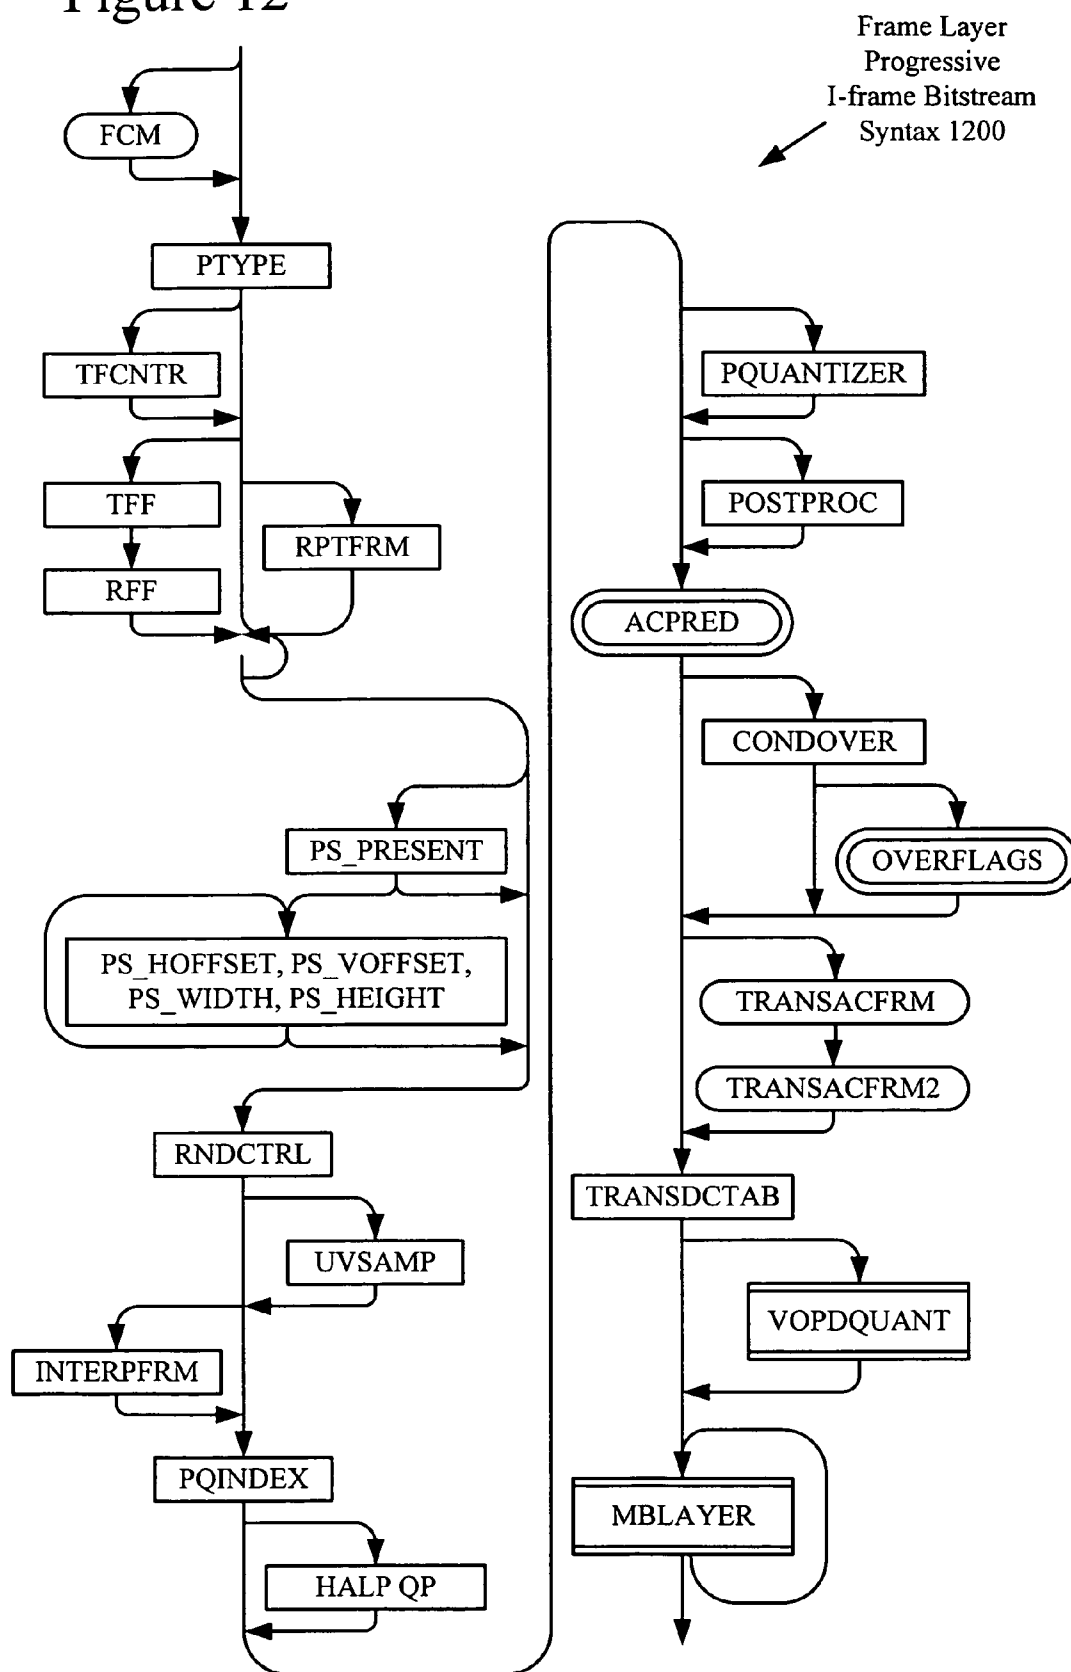 Figure 12
Frame Layer
Progressive
I-frame Bitstream
Syntax 1200
FCM
PTYPE
TFCNTR
TFF
RPTFRM
RFF
PS_PRESENT
PS_HOFFSET, PS_VOFFSET,
PS_WIDTH, PS_HEIGHT
RNDCTRL
UVSAMP
INTERPFRM
PQINDEX
HALP QP
PQUANTIZER
POSTPROC
ACPRED
CONDOVER
OVERFLAGS
TRANSACFRM
TRANSACFRM2
TRANSDCTAB
VOPDQUANT
MBLAYER